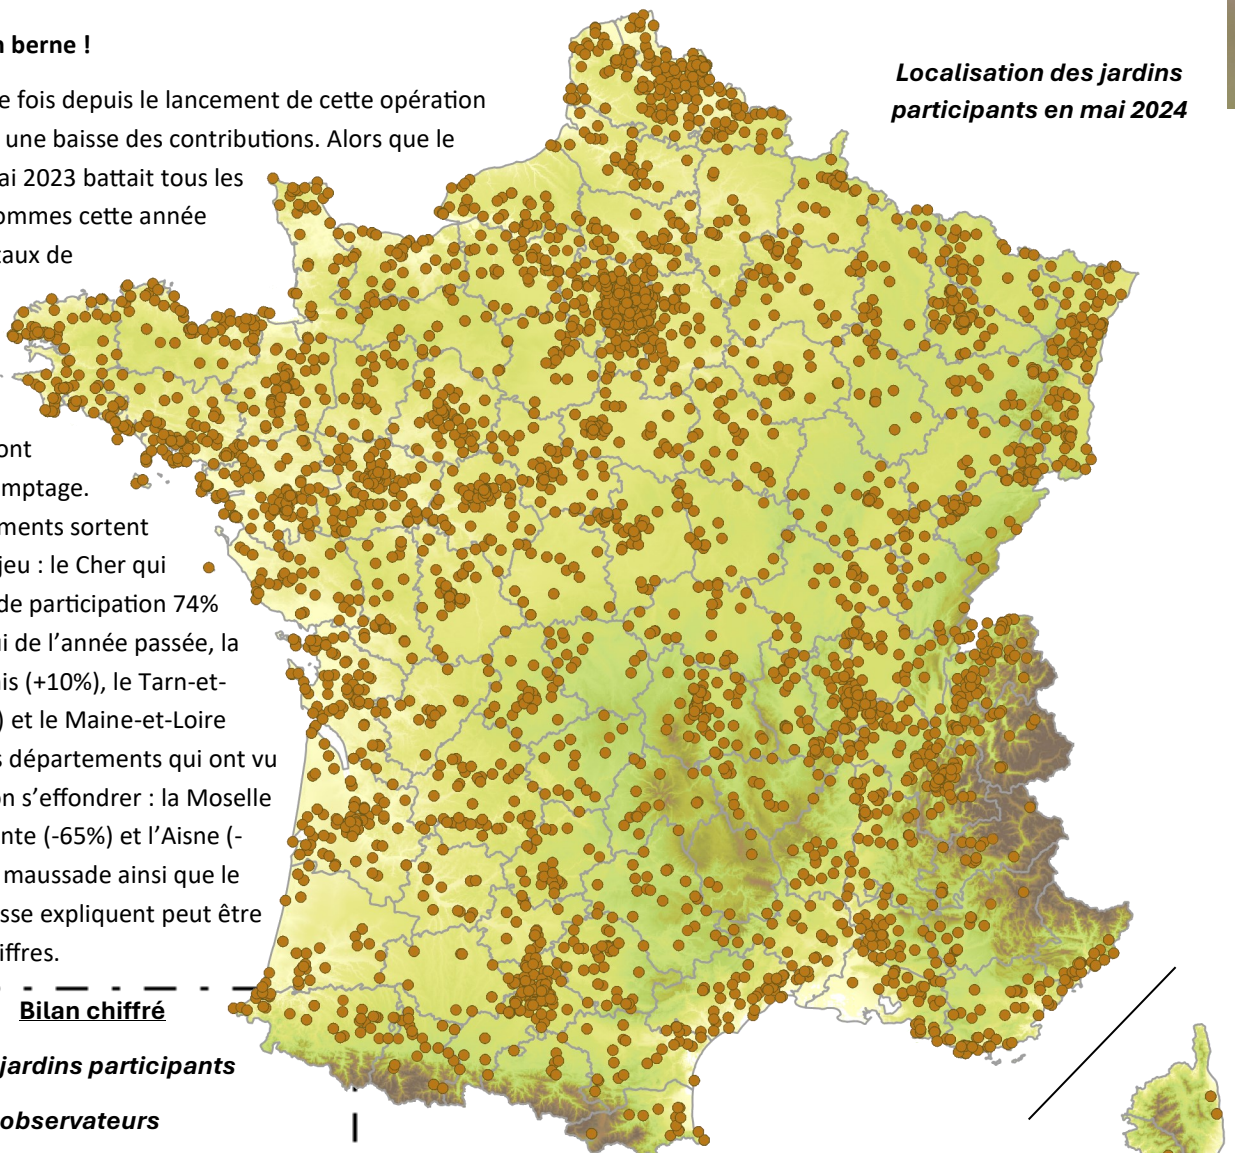 n berne !
Localisation des jardins
participants en mai 2024
e fois depuis le lancement de cette opération
une baisse des contributions. Alors que le
ai 2023 battait tous les
ommes cette année
taux de
ont
mptage.
ments sortent
jeu : le Cher qui
de participation 74%
i de l’année passée, la
is (+10%), le Tarn-et-
) et le Maine-et-Loire
s départements qui ont vu
on s’effondrer : la Moselle
nte (-65%) et l’Aisne (-
maussade ainsi que le
sse expliquent peut être
iffres.
Bilan chiffré
jardins participants
observateurs